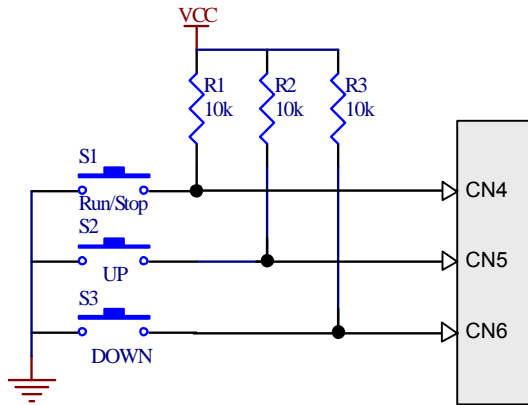 VCC
R1
10k
R2
10k
R3
10k
S1
Run/Stop
CN4
S2
UP
CN5
S3
DOWN
CN6